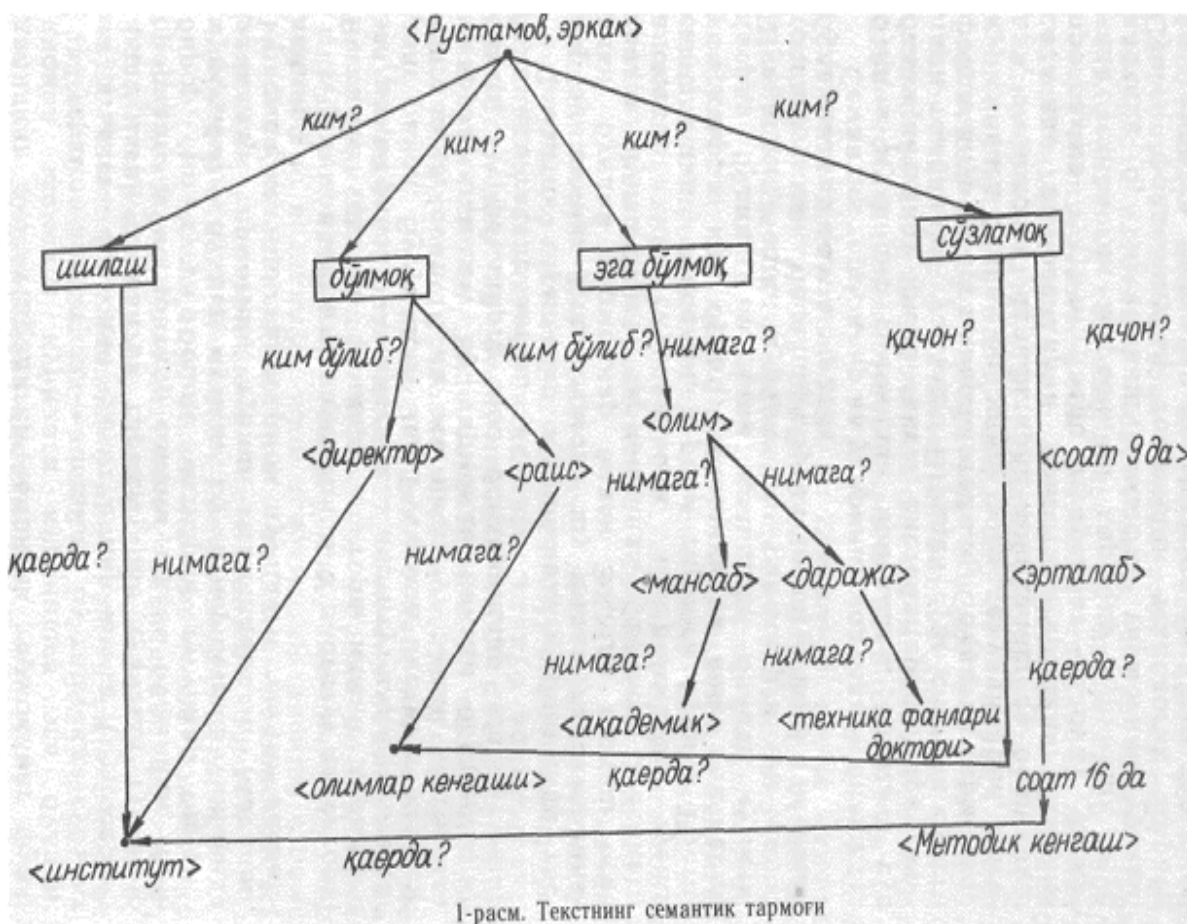 <Рустамов, эркак>
ким?
ким?
ким?
ким?
ишлаш
бўлмоқ
эга бўлмоқ
сўзламоқ
ким бўлиб?
ким бўлиб?
нимага?
қачон?
қачон?
<олим>
<директор>
<раис>
нимага?
нимага?
<соат 9 да>
қаерда?
нимага?
нимага?
<мансаб>
<даража>
<эрталаб>
нимага?
нимага?
қаерда?
<академик>
<техника фанлари
доктори>
<олимлар кенгаши>
қаерда?
соат 16 да
<институт>
қаерда?
<Методик кенгаш>
1-расм. Текстнинг семантик тармоғи